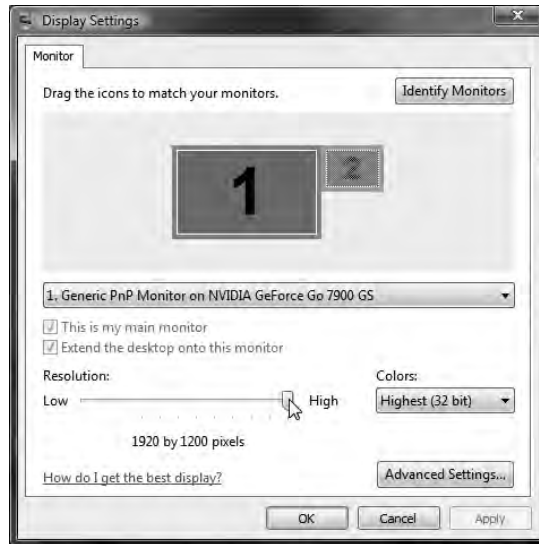 Display Settings
Monitor
Drag the icons to match your monitors.
Identify Monitors
1
2
1. Generic PnP Monitor on NVIDIA GeForce Go 7900 GS
This is my main monitor
Extend the desktop onto this monitor
Resolution:
Colors:
Low
High
Highest (32 bit)
1920 by 1200 pixels
How do I get the best display?
Advanced Settings...
OK
Cancel
Apply